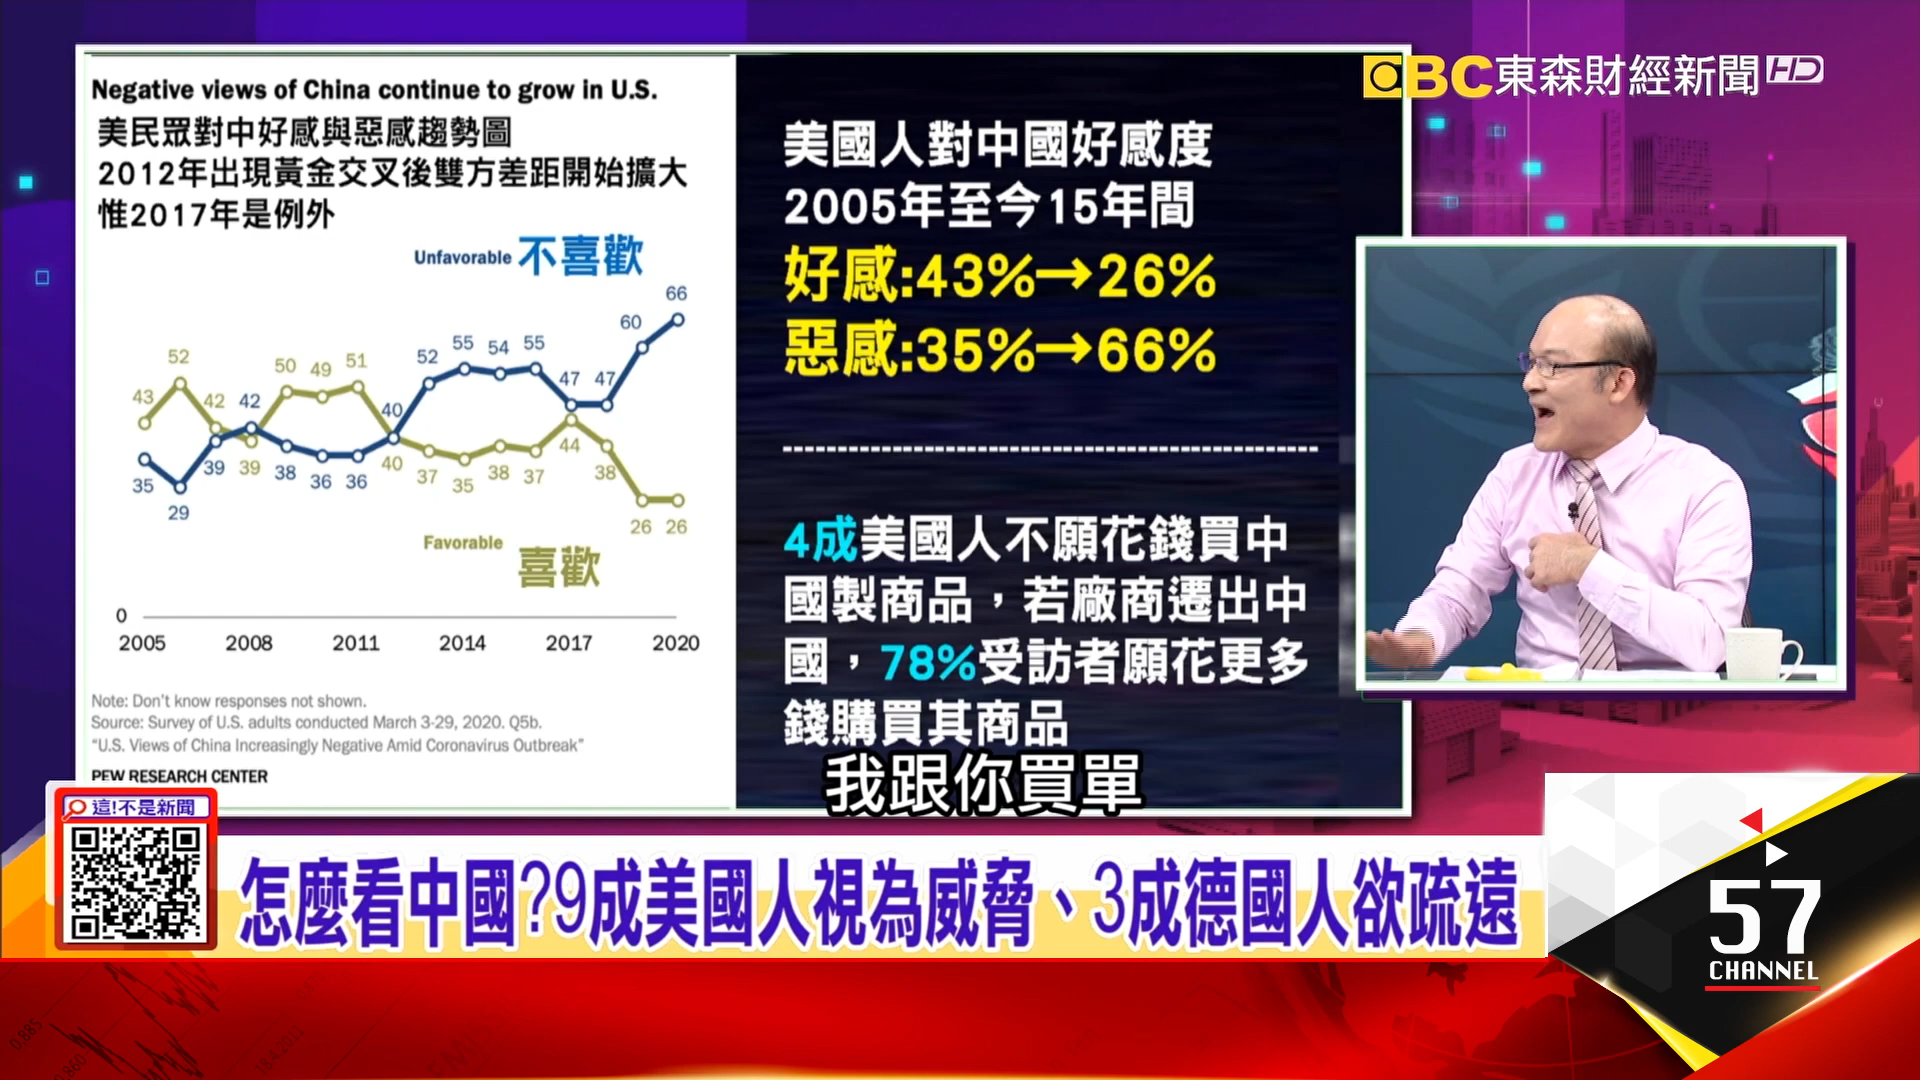 Negative views of China continue to grow in U.S.
美民眾對中好感與惡感趨勢圖
2012年出現黃金交叉後雙方差距開始擴大
惟2017年是例外
Unfavorable 不喜歡
66
60
55 54 55
52
52
50 49 51
47 47
43
42 42
40
44
39 39 38 36 36 40 37 35 38 37 38
35
29
26 26
Favorable
喜歡
0
2005 2008 2011 2014 2017 2020
Note: Don't know responses not shown.
Source: Survey of U.S. adults conducted March 3-29, 2020. Q5b.
"U.S. Views of China Increasingly Negative Amid Coronavirus Outbreak"
PEW RESEARCH CENTER
美國人對中國好感度
2005年至今15年間
好感:43%→26%
惡感:35%→66%
4成美國人不願花錢買中
國製商品，若廠商遷出中
國，78%受訪者願花更多
錢購買其商品
我跟你買單
EBC東森財經新聞HD
這!不是新聞
怎麼看中國?9成美國人視為威脅、3成德國人欲疏遠
57
CHANNEL